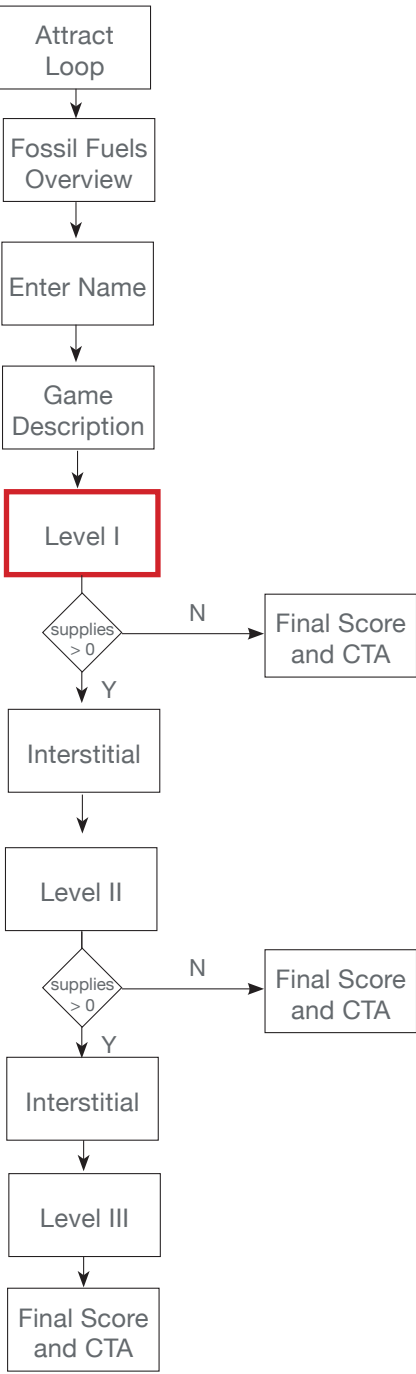 Attract
Loop
Fossil Fuels
Overview
Enter Name
Game
Description
Level I
supplies
> 0
N
Final Score
and CTA
Y
Interstitial
Level II
supplies
> 0
N
Final Score
and CTA
Y
Interstitial
Level III
Final Score
and CTA